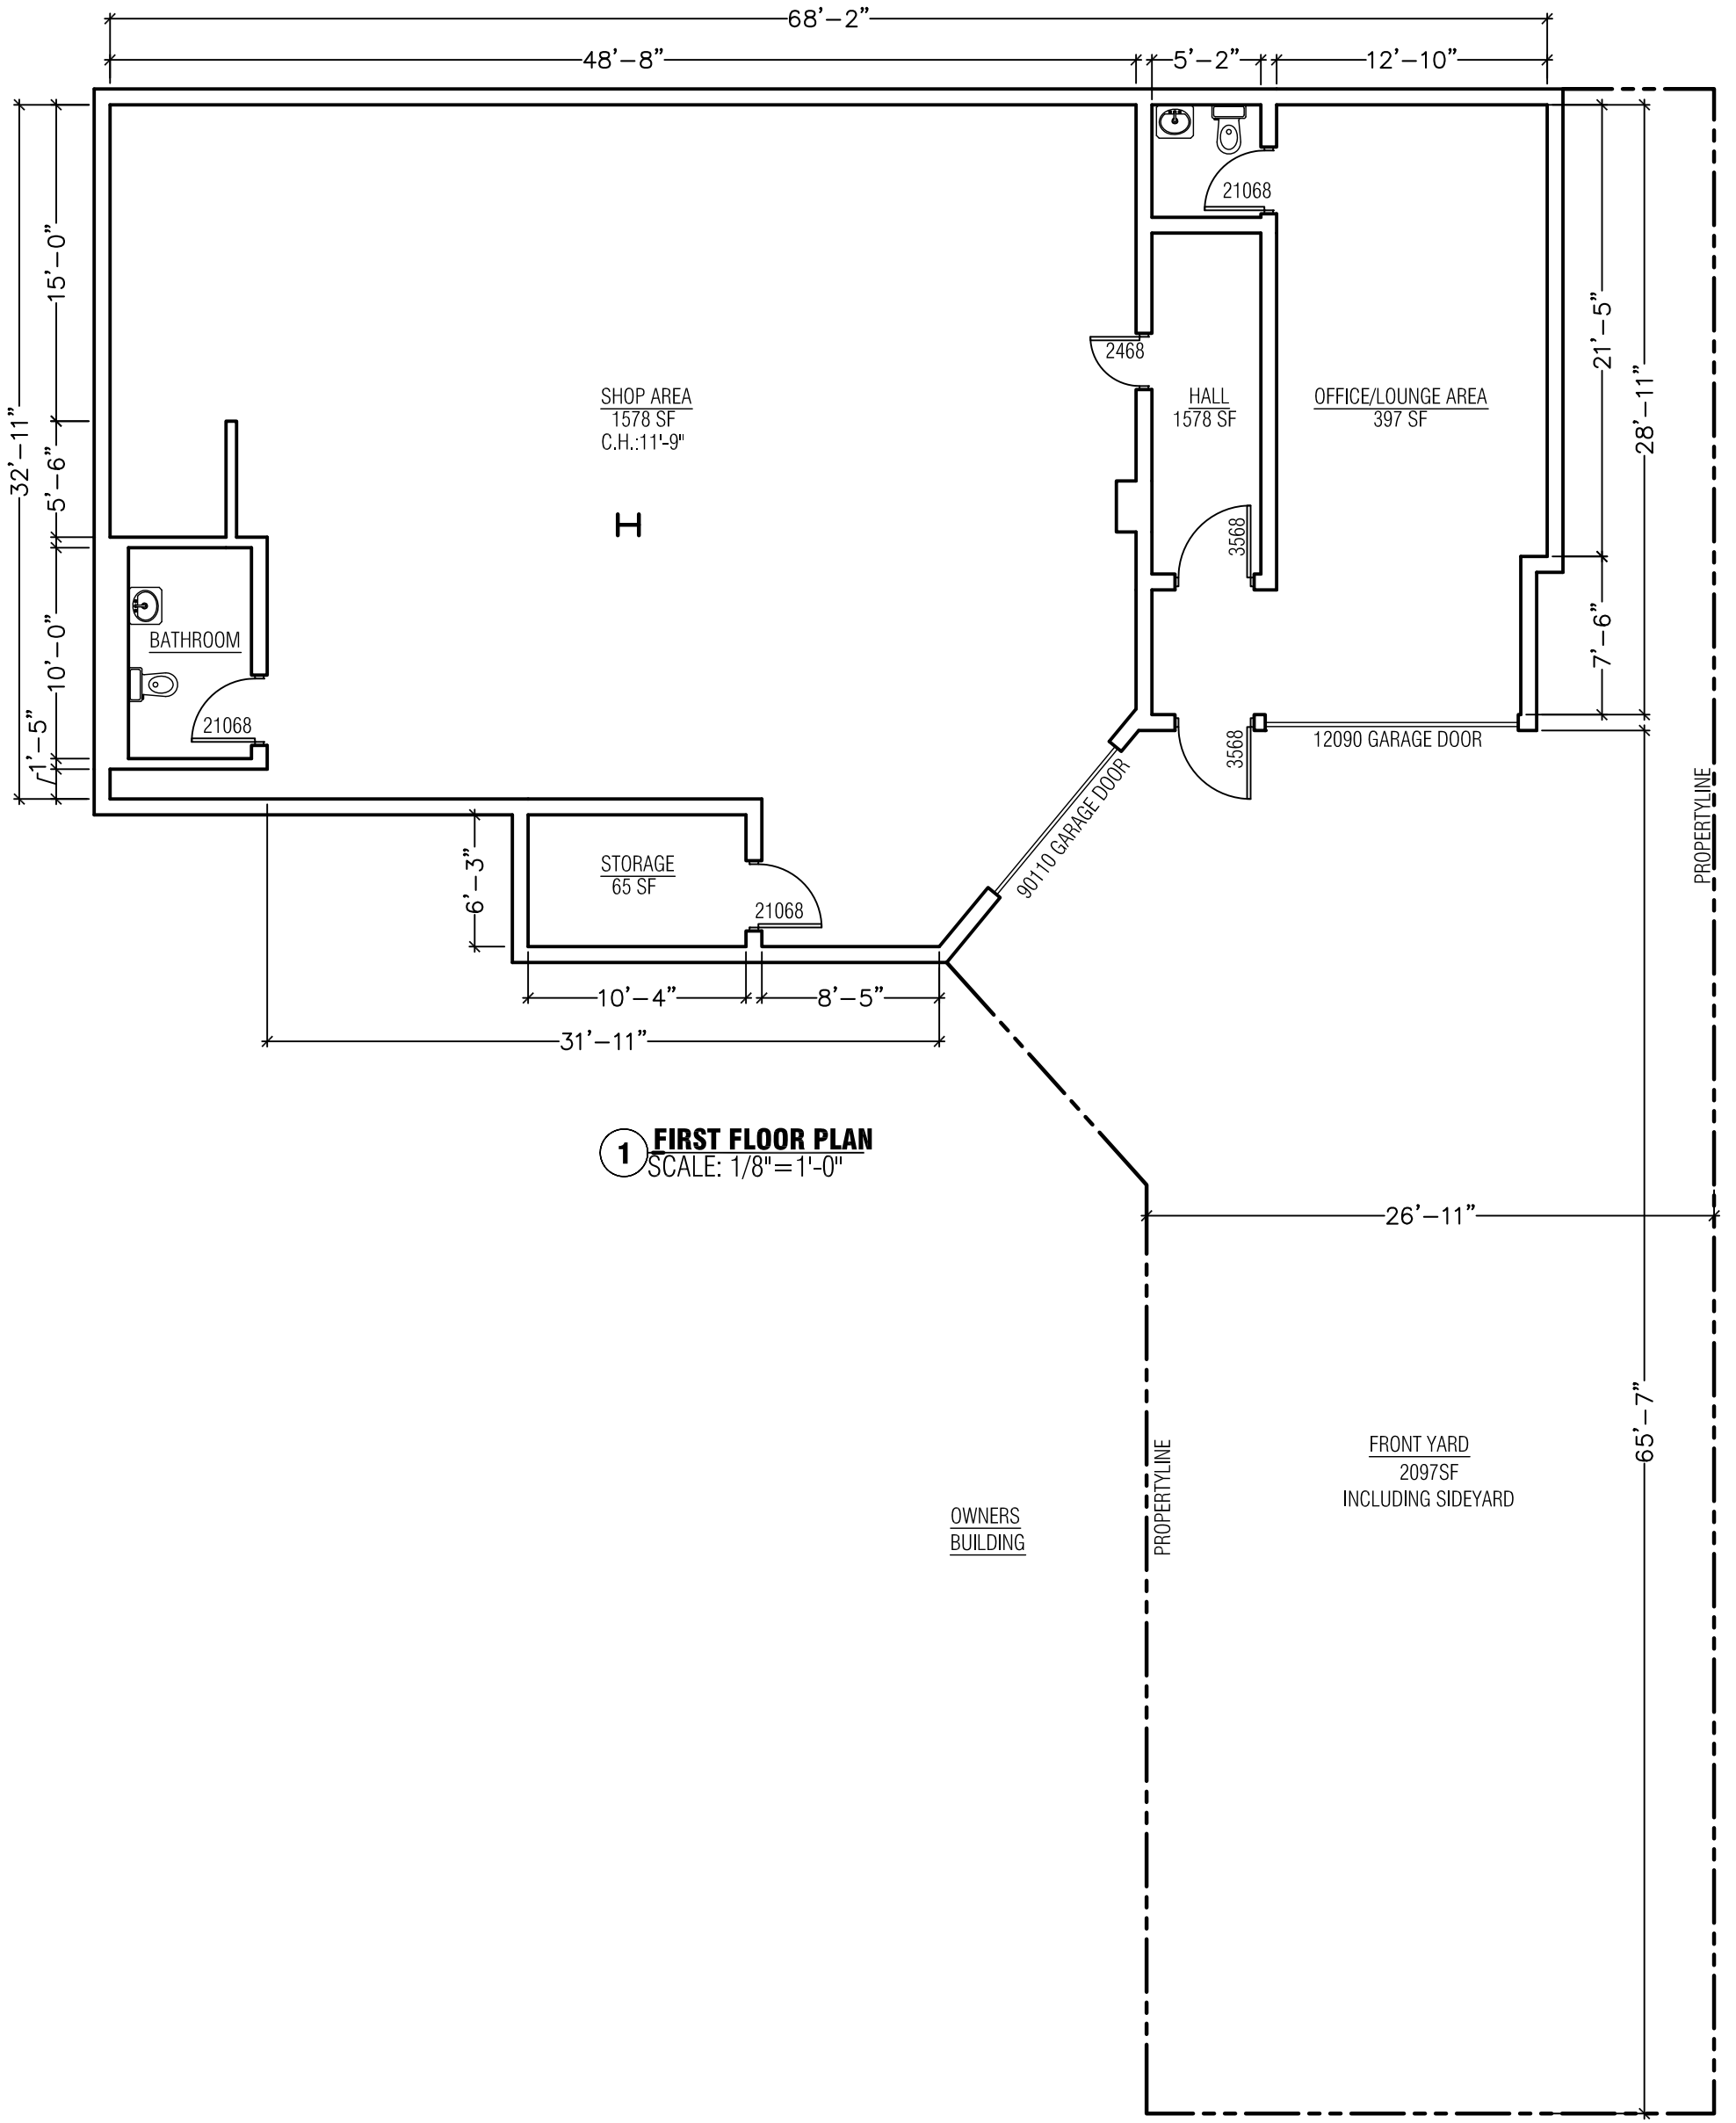 68’-2”
48’-8”
5’-2”
12’-10”
21068
15’-0”
21’-5”
2468
28’-11”
SHOP AREA
1578 SF
C.H.:11'-9"
HALL
1578 SF
OFFICE/LOUNGE AREA
397 SF
32’-11”
5’-6”
3568
10’-0”
BATHROOM
7’-6”
21068
1’-5”
3568
12090 GARAGE DOOR
90110 GARAGE DOOR
PROPERTYLINE
6’-3”
STORAGE
65 SF
21068
10’-4”
8’-5”
31’-11”
1
FIRST FLOOR PLAN
SCALE: 1/8"=1'-0"
26’-11”
65’-7”
FRONT YARD
2097SF
INCLUDING SIDEYARD
PROPERTYLINE
OWNERS
BUILDING